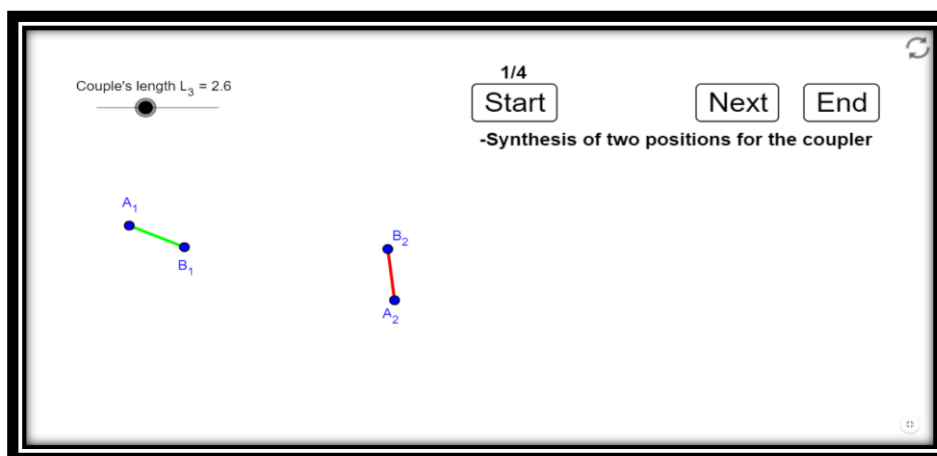 1/4
Couple's length L₃ = 2.6
Start
Next
End
-Synthesis of two positions for the coupler
A₁
B₁
B₂
A₂